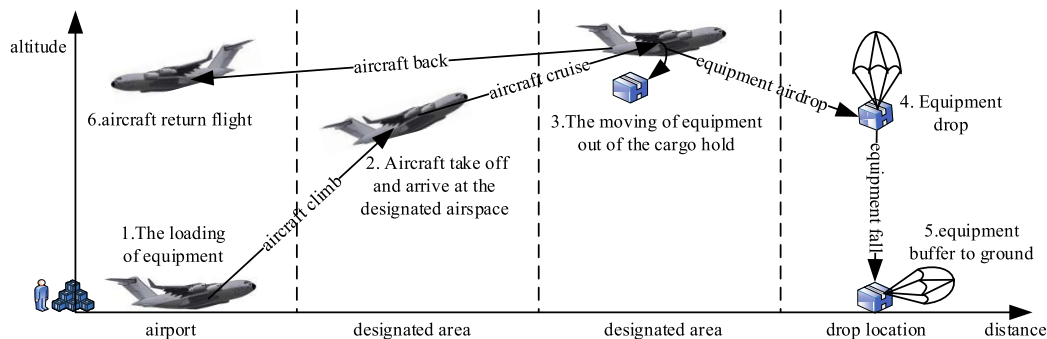 altitude
aircraft back
aircraft cruise
equipment airdrop
6.aircraft return flight
3.The moving of equipment
out of the cargo hold
4. Equipment
drop
2. Aircraft take off
and arrive at the
designated airspace
aircraft climb
equipment fall
1.The loading
of equipment
5.equipment
buffer to ground
airport
designated area
designated area
drop location
distance